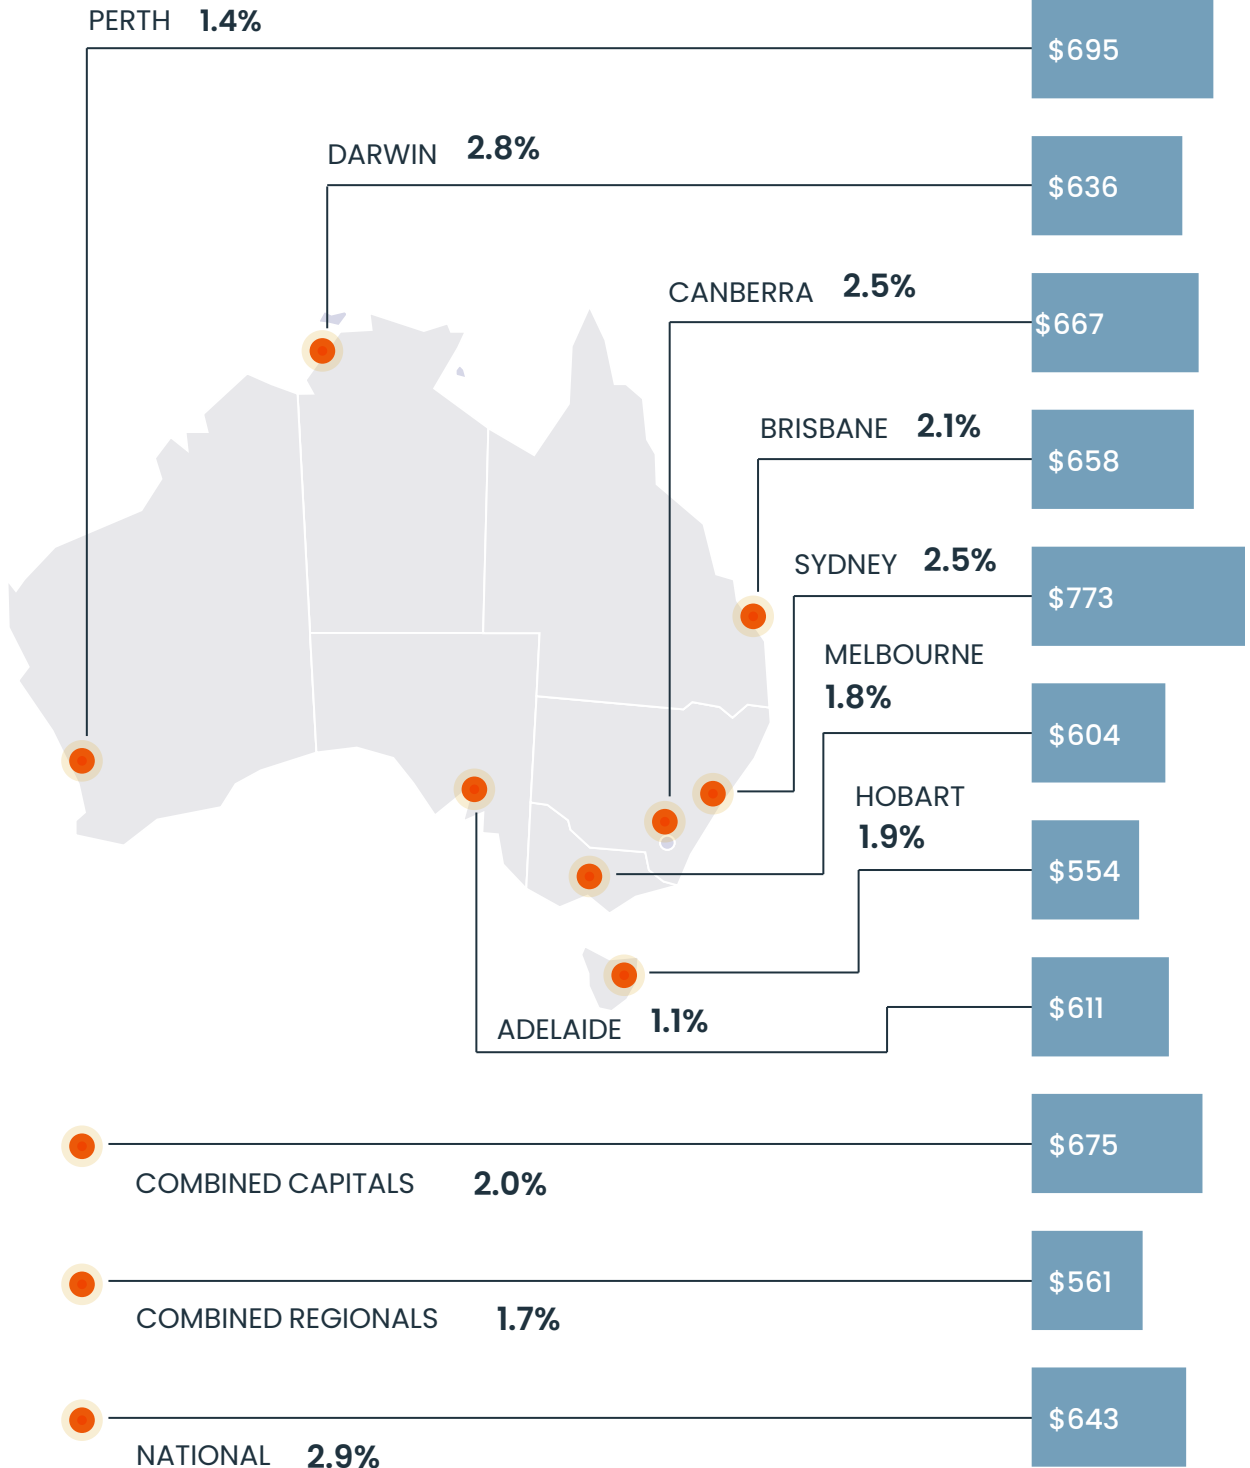 PERTH 1.4%
$695
DARWIN 2.8%
$636
CANBERRA 2.5%
$667
BRISBANE 2.1%
$658
SYDNEY 2.5%
$773
MELBOURNE
1.8%
$604
HOBART
1.9%
$554
ADELAIDE 1.1%
$611
COMBINED CAPITALS 2.0%
$675
COMBINED REGIONALS 1.7%
$561
NATIONAL 2.9%
$643